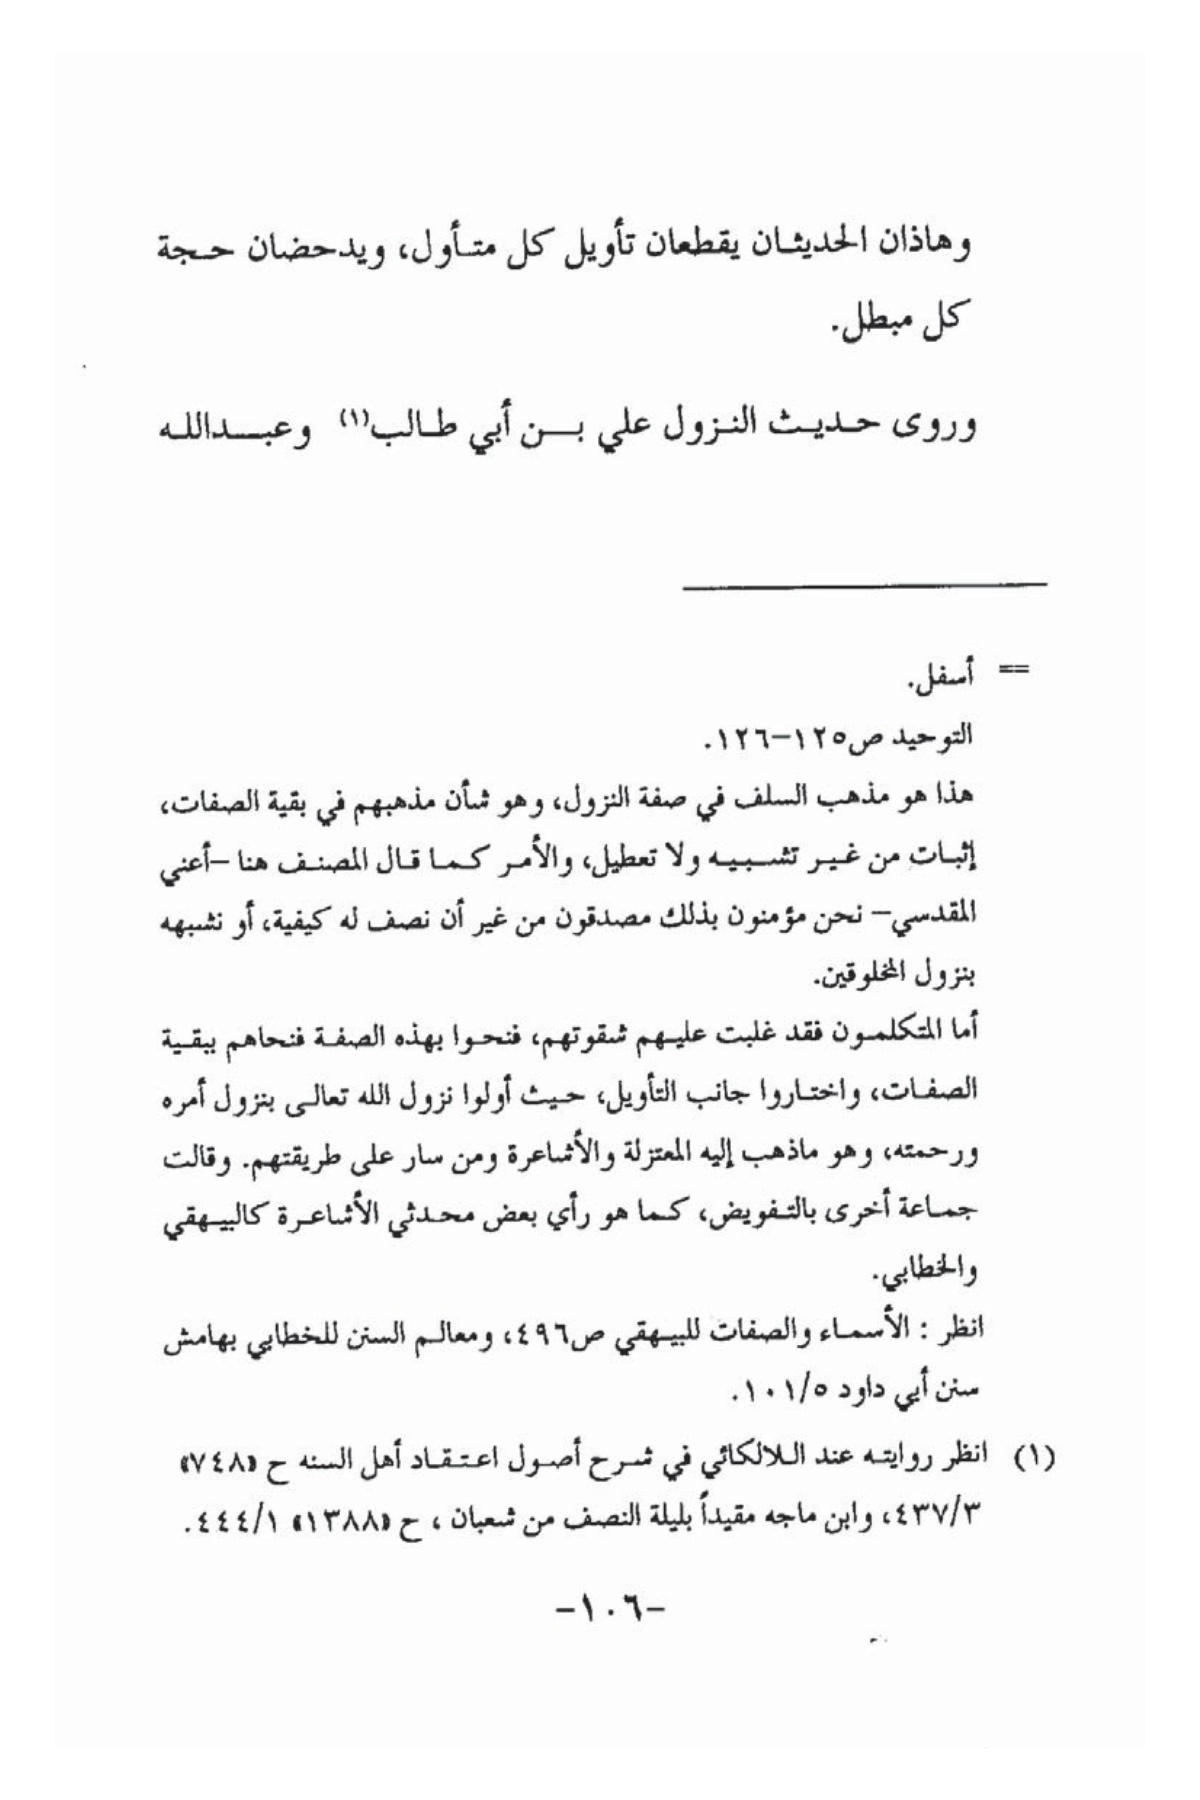 وهاذان الحديثان يقطعان تأويل كل متأول، ويدحضان حجة
كل مبطل.
وروى حديث النزول علي بن أبي طالب(١) وعبدالله
== أسفل.
التوحيد ص١٢٥-١٢٦.
هذا هو مذهب السلف في صفة النزول، وهو شأن مذهبهم في بقية الصفات،
إثبات من غير تشبيه ولا تعطيل، والأمر كما قال المصنف هنا -أعني
المقدسي- نحن مؤمنون بذلك مصدقون من غير أن نصف له كيفية، أو نشبهه
بنزول المخلوقين.
أما المتكلمون فقد غلبت عليهم شقوتهم، فنحوا بهذه الصفة فنحاهم ببقية
الصفات، واختاروا جانب التأويل، حيث أولوا نزول الله تعالى بنزول أمره
ورحمته، وهو ماذهب إليه المعتزلة والأشاعرة ومن سار على طريقتهم. وقالت
جماعة أخرى بالتفويض، كما هو رأي بعض محدثي الأشاعرة كالبيهقي
والخطابي.
انظر : الأسماء والصفات للبيهقي ص٤٩٦، ومعالم السنن للخطابي بهامش
سنن أبي داود ١٠١/٥.
(١) انظر روايته عند اللالكائي في شرح أصول اعتقاد أهل السنه ح «٧٤٨»
٤٣٧/٣، وابن ماجه مقيداً بليلة النصف من شعبان ، ح «١٣٨٨» ٤٤٤/١.
-١٠٦-